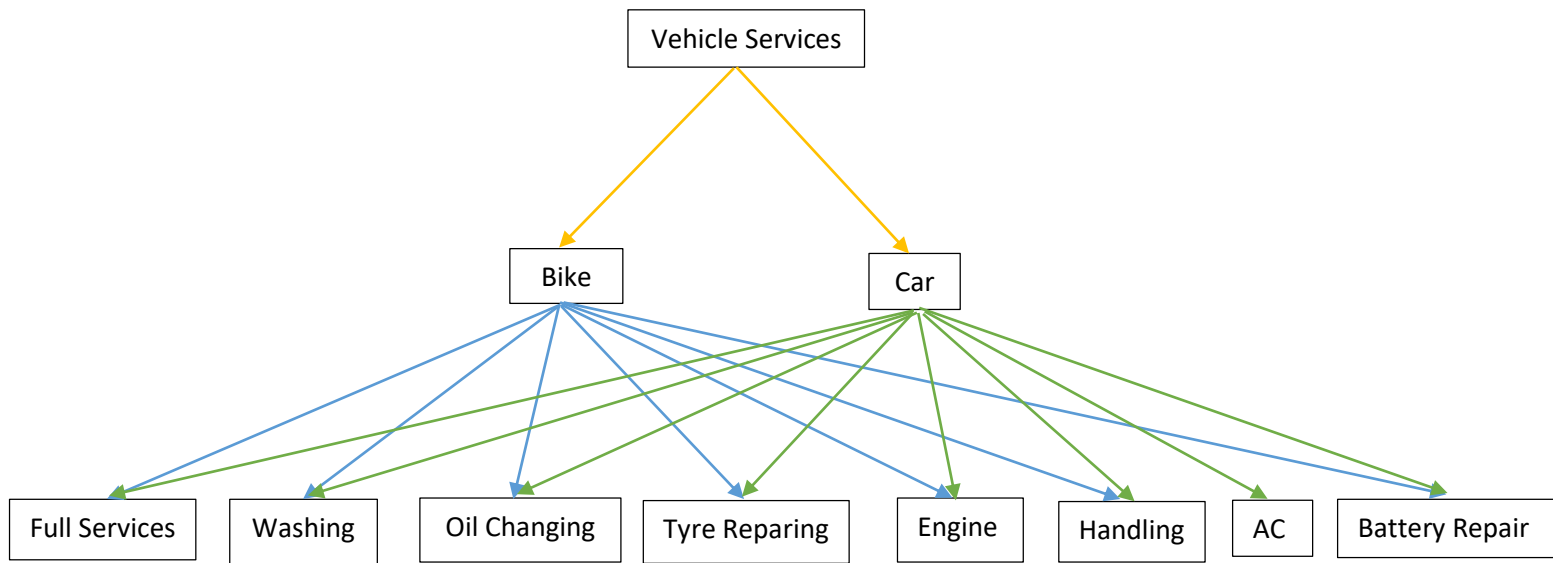 Vehicle Services
Bike
Car
Full Services
Washing
Oil Changing
Tyre Reparing
Engine
Handling
AC
Battery Repair